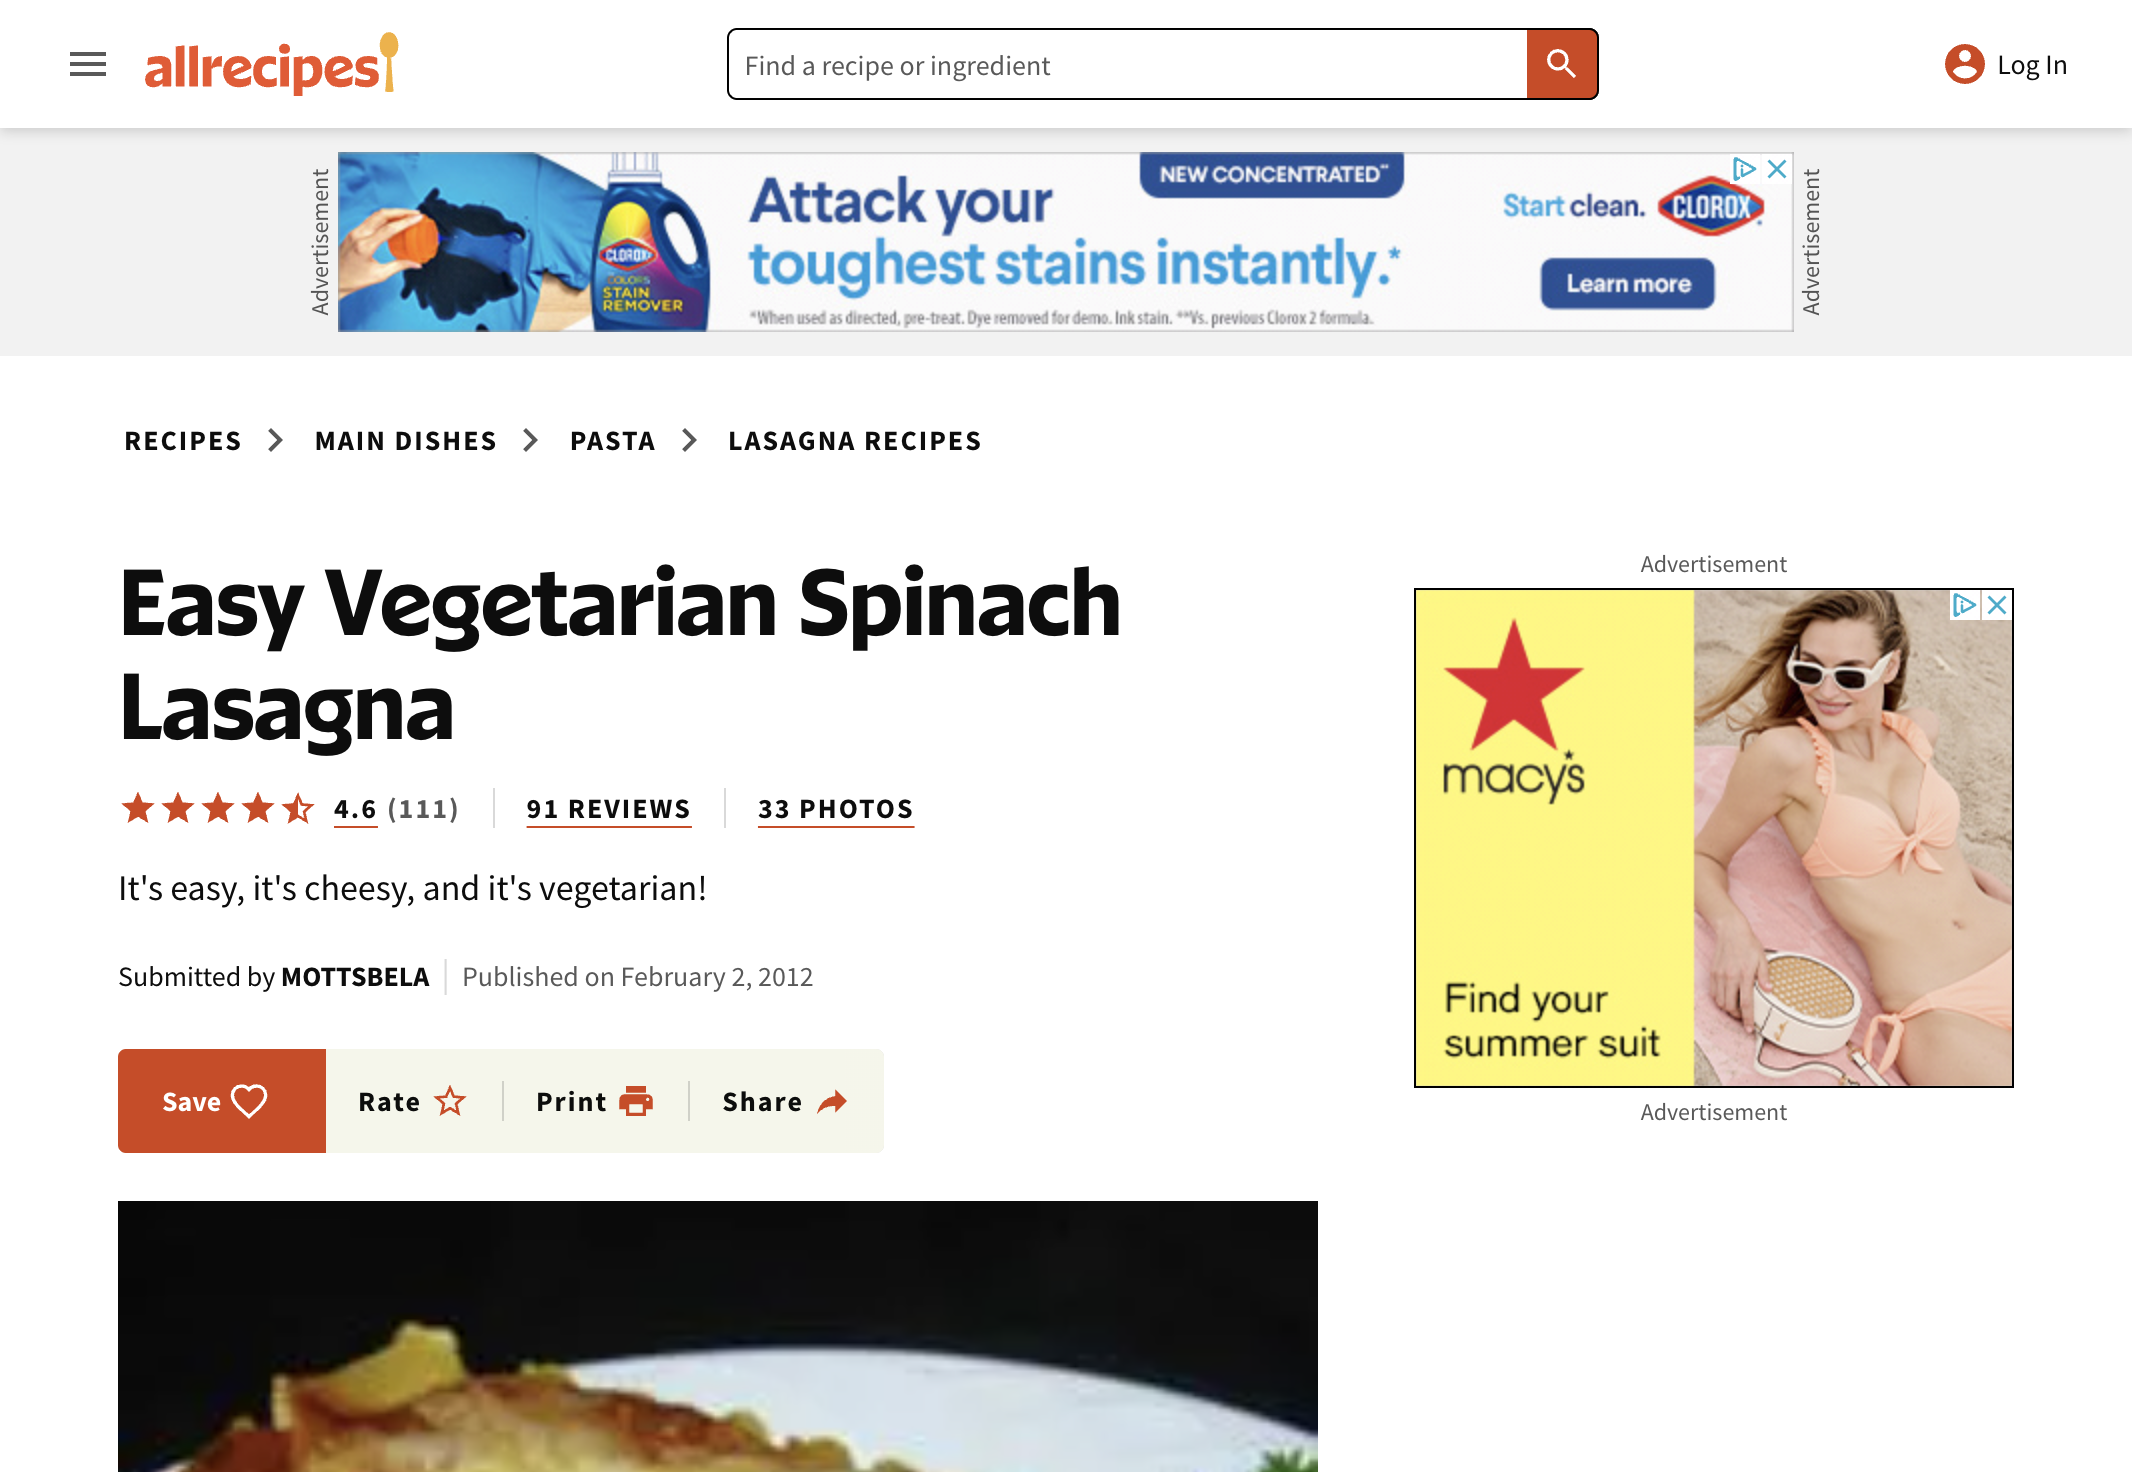 allrecipes
Find a recipe or ingredient
Log In
Advertisement
NEW CONCENTRATED**
Attack your
toughest stains instantly.*
*When used as directed, pre-treat. Dye removed for demo. Ink stain. **Vs. previous Clorox 2 formula.
CLOROX
COLORS
STAIN
REMOVER
Start clean.
CLOROX
Learn more
Advertisement
RECIPES
MAIN DISHES
PASTA
LASAGNA RECIPES
Easy Vegetarian Spinach
Lasagna
4.6 (111)
91 REVIEWS
33 PHOTOS
It's easy, it's cheesy, and it's vegetarian!
Submitted by MOTTSBELA
Published on February 2, 2012
Save
Rate
Print
Share
Advertisement
macy's
Find your
summer suit
Advertisement